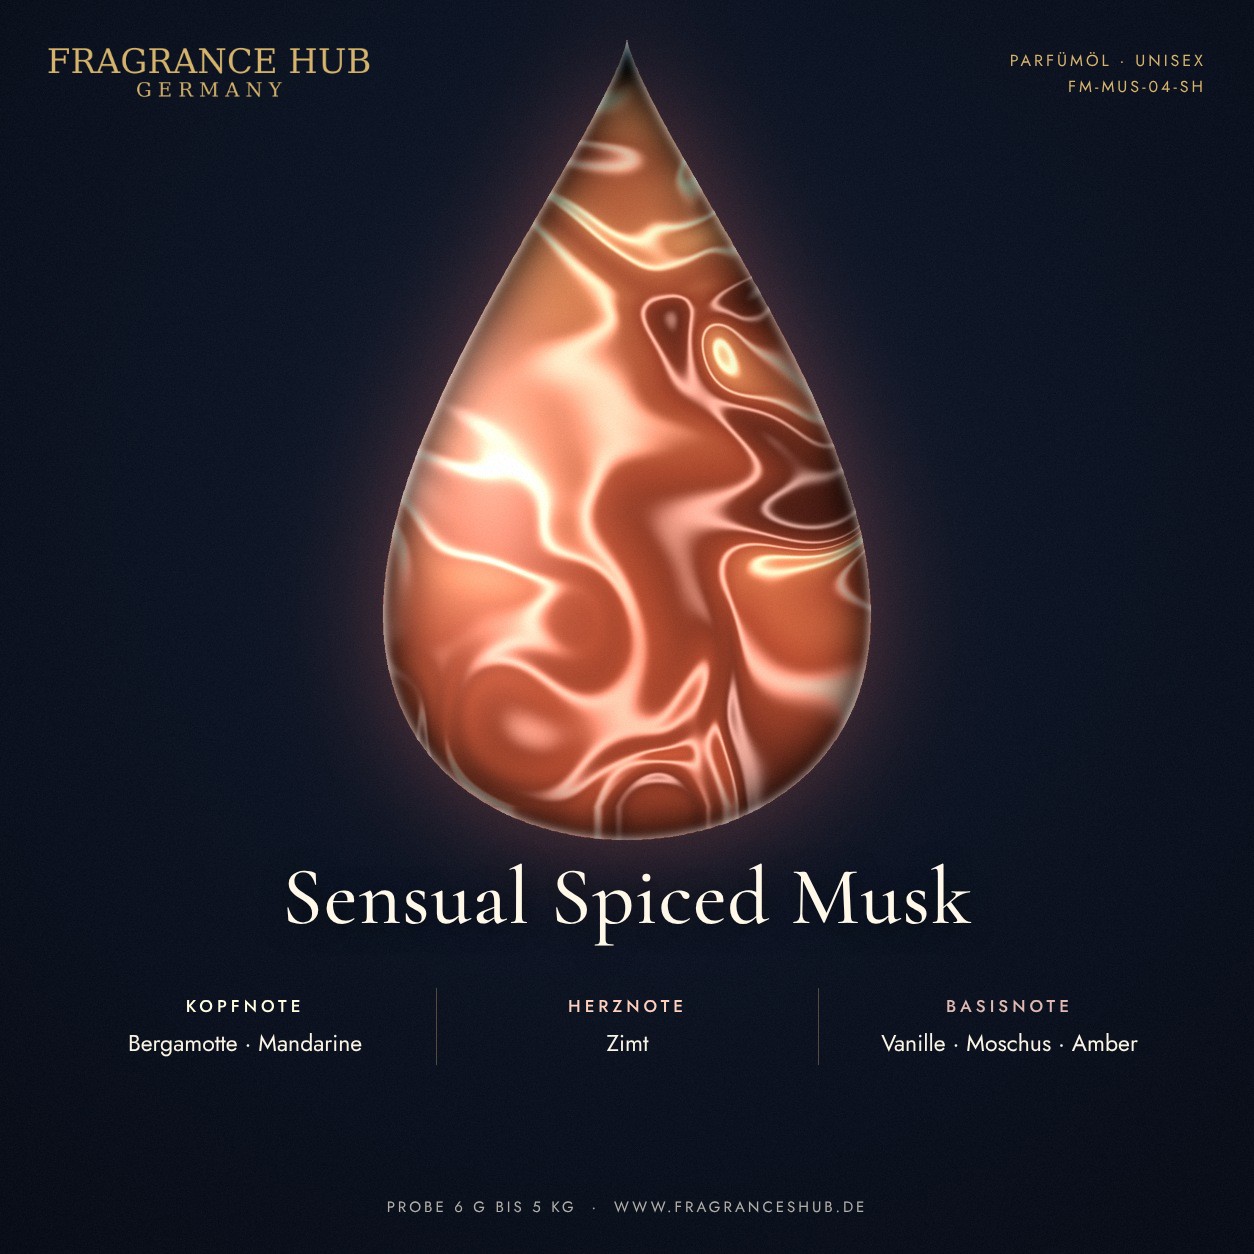 FRAGRANCE HUB
GERMANY
PARFÜMÖL · UNISEX
FM-MUS-04-SH
Sensual Spiced Musk
KOPFNOTE
Bergamotte · Mandarine
HERZNOTE
Zimt
BASISNOTE
Vanille · Moschus · Amber
PROBE 6 G BIS 5 KG · WWW.FRAGRANCESHUB.DE